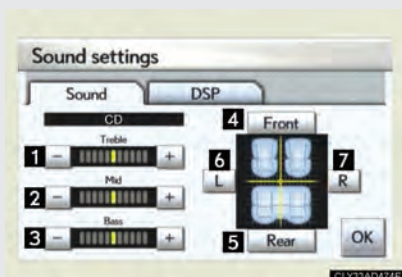 Sound settings
Sound DSP
CD
4 Front
Treble
1 - +
6 7
Mid
L R
2 - +
Bass
3 - +
5 Rear
OK